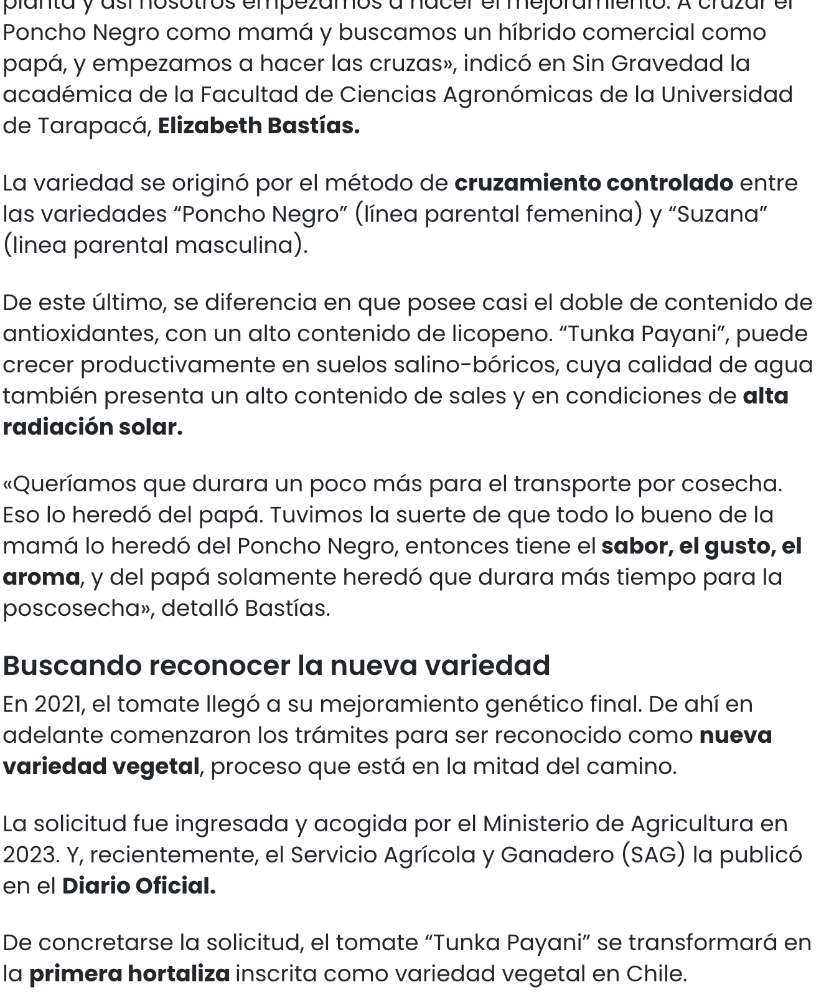 planta y así nosotros empezamos a hacer el mejoramiento. A cruzar el
Poncho Negro como mamá y buscamos un híbrido comercial como
papá, y empezamos a hacer las cruzas», indicó en Sin Gravedad la
académica de la Facultad de Ciencias Agronómicas de la Universidad
de Tarapacá, Elizabeth Bastías.
La variedad se originó por el método de cruzamiento controlado entre
las variedades “Poncho Negro” (línea parental femenina) y “Suzana”
(linea parental masculina).
De este último, se diferencia en que posee casi el doble de contenido de
antioxidantes, con un alto contenido de licopeno. “Tunka Payani”, puede
crecer productivamente en suelos salino-bóricos, cuya calidad de agua
también presenta un alto contenido de sales y en condiciones de alta
radiación solar.
«Queríamos que durara un poco más para el transporte por cosecha.
Eso lo heredó del papá. Tuvimos la suerte de que todo lo bueno de la
mamá lo heredó del Poncho Negro, entonces tiene el sabor, el gusto, el
aroma, y del papá solamente heredó que durara más tiempo para la
poscosecha», detalló Bastías.
Buscando reconocer la nueva variedad
En 2021, el tomate llegó a su mejoramiento genético final. De ahí en
adelante comenzaron los trámites para ser reconocido como nueva
variedad vegetal, proceso que está en la mitad del camino.
La solicitud fue ingresada y acogida por el Ministerio de Agricultura en
2023. Y, recientemente, el Servicio Agrícola y Ganadero (SAG) la publicó
en el Diario Oficial.
De concretarse la solicitud, el tomate “Tunka Payani” se transformará en
la primera hortaliza inscrita como variedad vegetal en Chile.